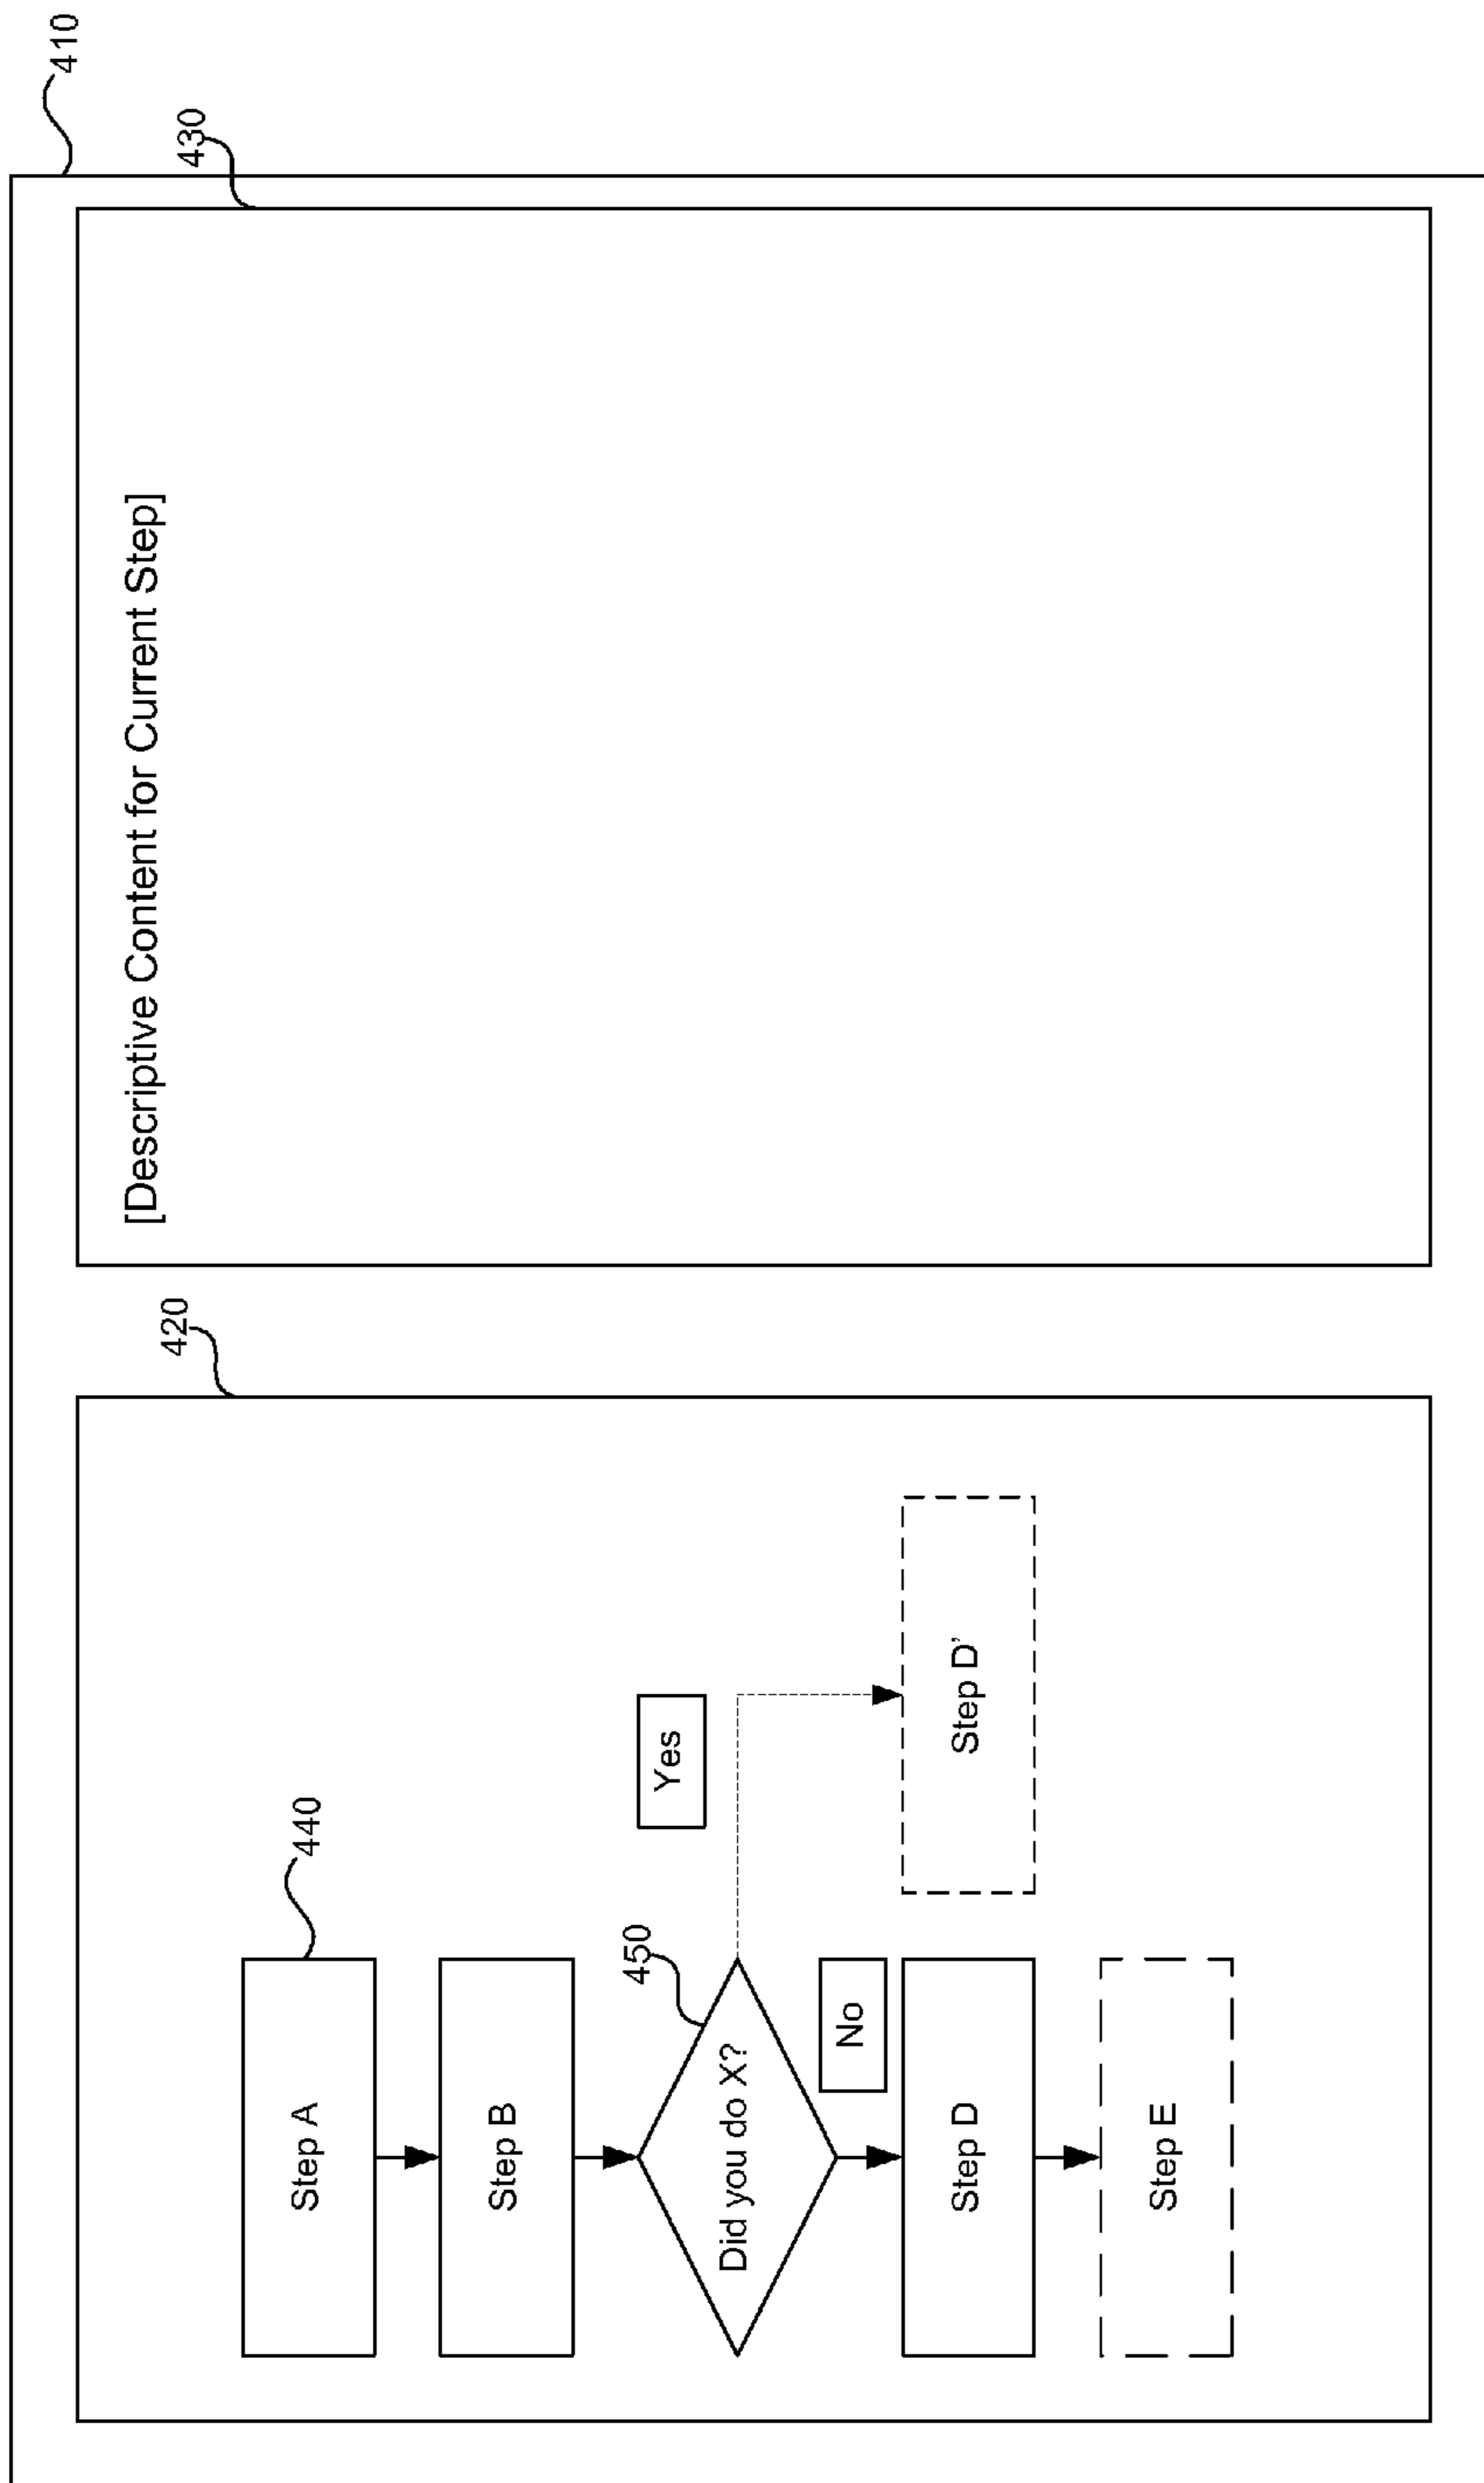 410
420
430
[Descriptive Content for Current Step]
440
Step A
Step B
450
Did you do X?
Yes
No
Step D
Step D'
Step E